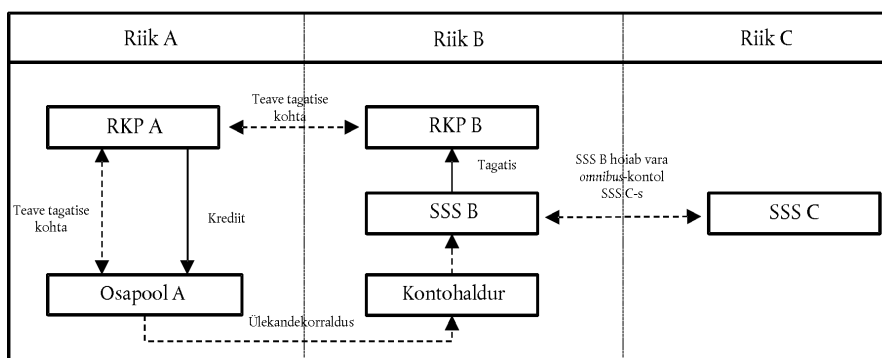 Riik A
Riik B
Riik C
Teave tagatise
kohta
RKP A
RKP B
Tagatis
SSS B hoiab vara
omnibus-kontol
SSS C-s
Teave tagatise
kohta
Krediit
SSS B
SSS C
Osapool A
Kontohaldur
Ülekandekorraldus